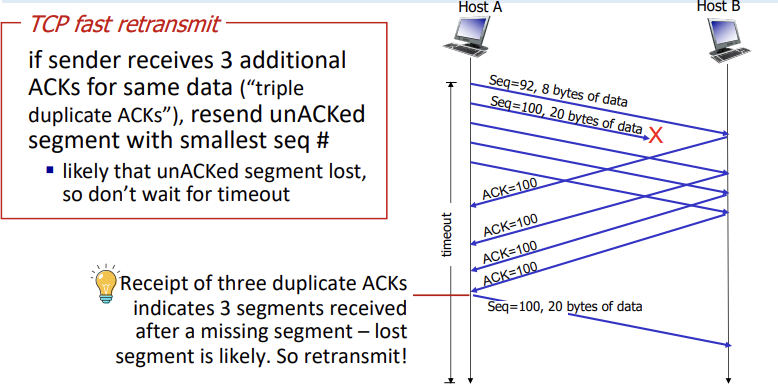 TCP fast retransmit
if sender receives 3 additional
ACKs for same data (“triple
duplicate ACKs”), resend unACKed
segment with smallest seq #
▪ likely that unACKed segment lost,
so don’t wait for timeout
Receipt of three duplicate ACKs
indicates 3 segments received
after a missing segment – lost
segment is likely. So retransmit!
Host A
Host B
Seq=92, 8 bytes of data
Seq=100, 20 bytes of data
X
ACK=100
ACK=100
ACK=100
ACK=100
timeout
Seq=100, 20 bytes of data